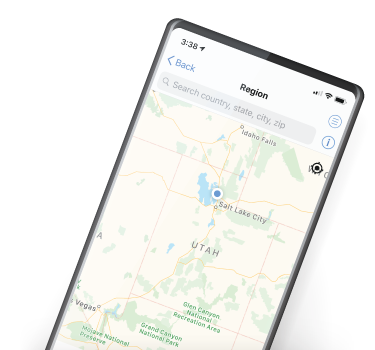 3:38
Back
Region
Search country, state, city, zip
Idaho Falls
Salt Lake City
UTAH
A
Vegas
Glen Canyon
National
Recreation Area
Grand Canyon
National Park
Mojave National
Preserve